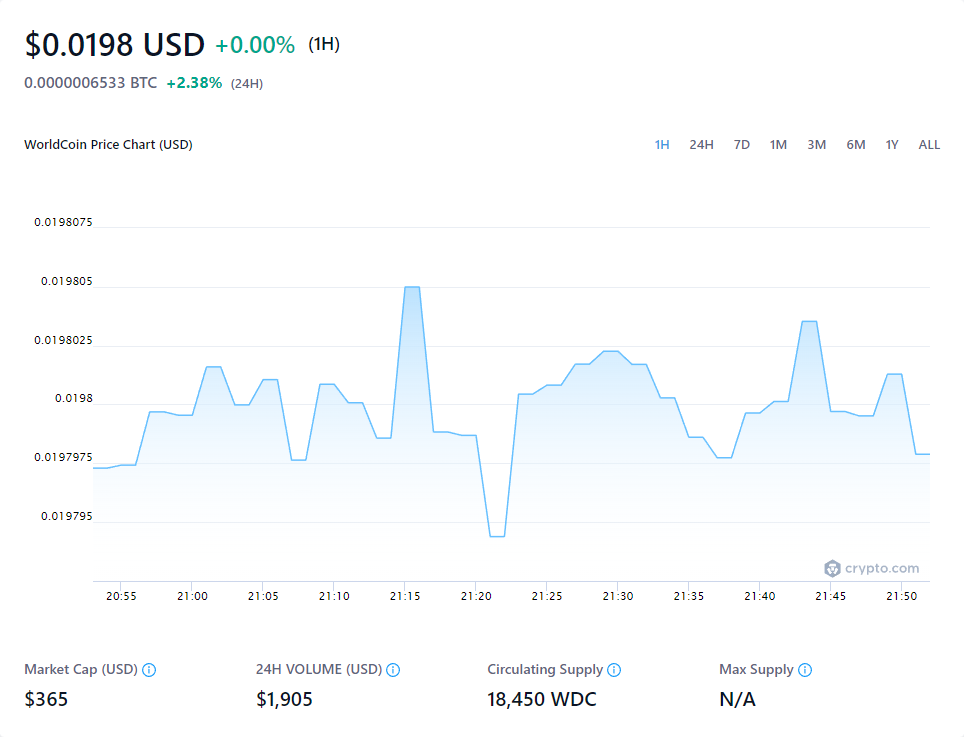 $0.0198 USD +0.00% (1H)
0.0000006533 BTC +2.38% (24H)
WorldCoin Price Chart (USD) 1H 24H 7D 1M 3M 6M 1Y ALL
0.0198075
0.019805
0.0198025
0.0198
0.0197975
0.019795
crypto.com
20:55 21:00 21:05 21:10 21:15 21:20 21:25 21:30 21:35 21:40 21:45 21:50
Market Cap (USD) 24H VOLUME (USD) Circulating Supply Max Supply
$365 $1,905 18,450 WDC N/A